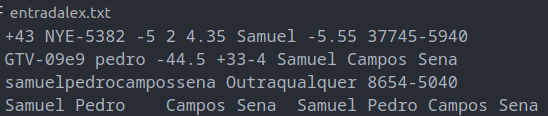 entradalex.txt
+43 NYE-5382 -5 2 4.35 Samuel -5.55 37745-5940
GTV-09e9 pedro -44.5 +33-4 Samuel Campos Sena
samuelpedrocampossena Outraqualquer 8654-5040
Samuel Pedro    Campos Sena  Samuel Pedro Campos Sena